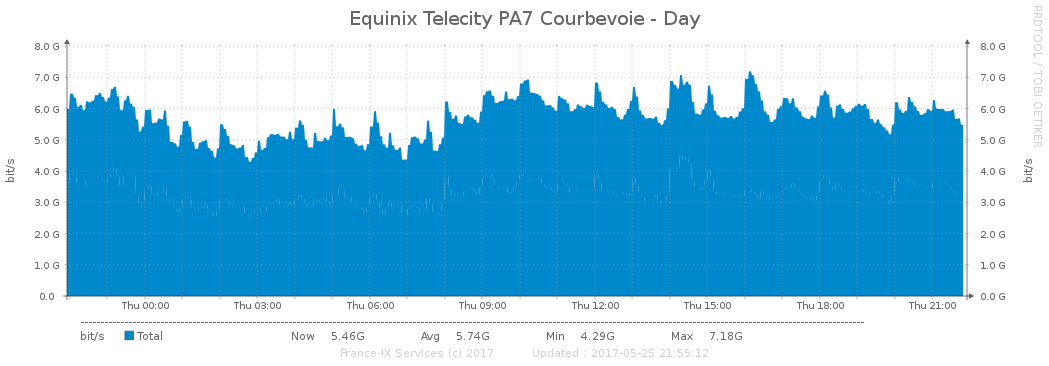 Equinix Telecity PA7 Courbevoie - Day
RRDTOOL / TOBI OETIKER
8.0 G 8.0 G
7.0 G 7.0 G
6.0 G 6.0 G
5.0 G 5.0 G
4.0 G 4.0 G
3.0 G 3.0 G
2.0 G 2.0 G
1.0 G 1.0 G
0.0 0.0 G
bit/s bit/s
Thu 00:00 Thu 03:00 Thu 06:00 Thu 09:00 Thu 12:00 Thu 15:00 Thu 18:00 Thu 21:00
bit/s Total Now 5.46G Avg 5.74G Min 4.29G Max 7.18G
France-IX Services (c) 2017 Updated : 2017-05-25 21:55:12